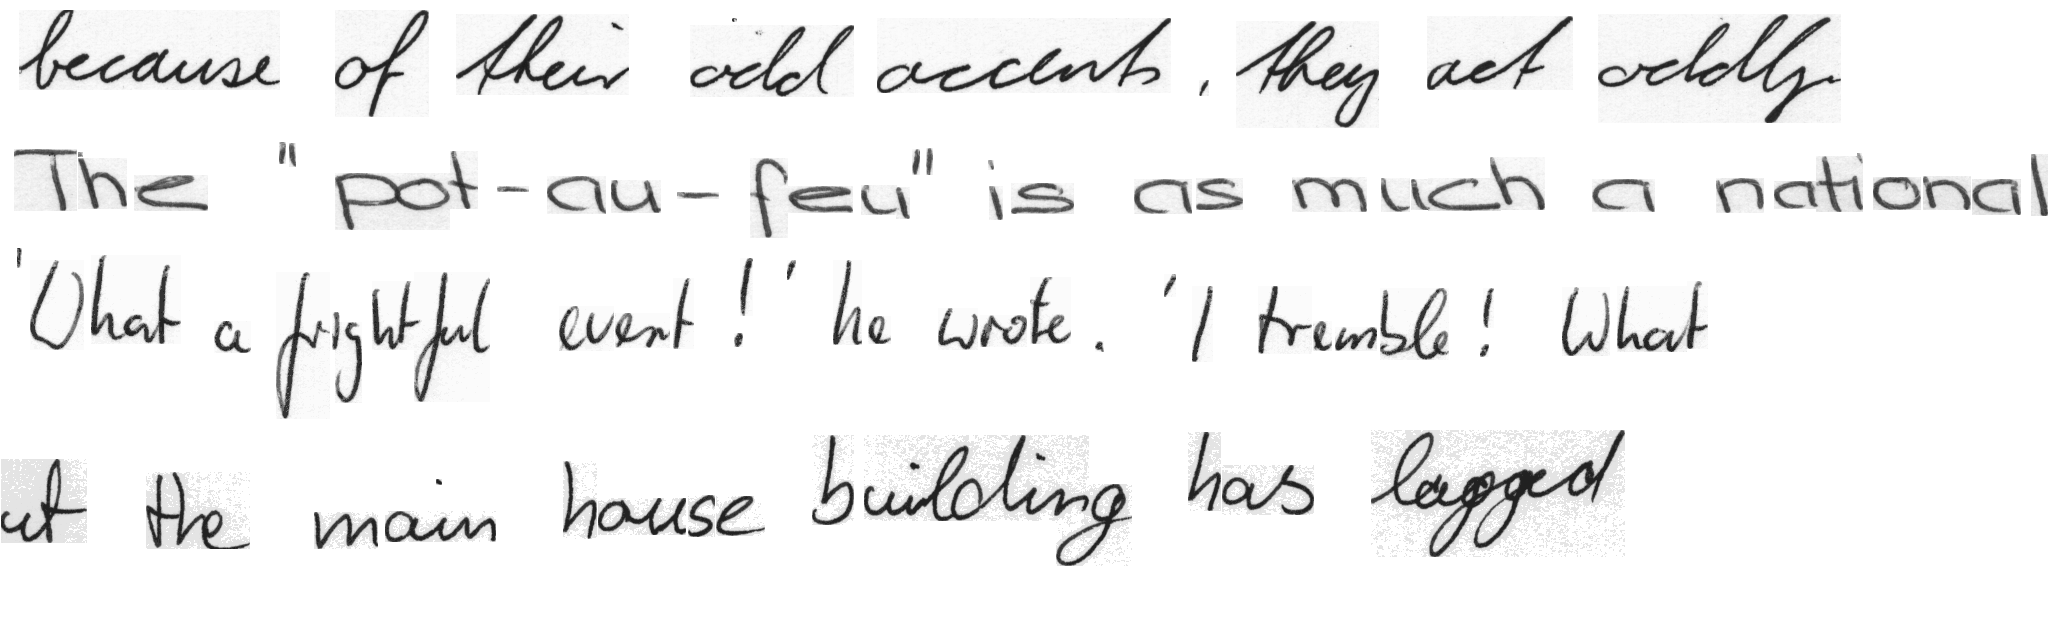 because of their odd accents, they act oddly.
The "pot-au-feu" is as much a national
'What a frightful event!' he wrote. 'I tremble! What
the main house building has lagged